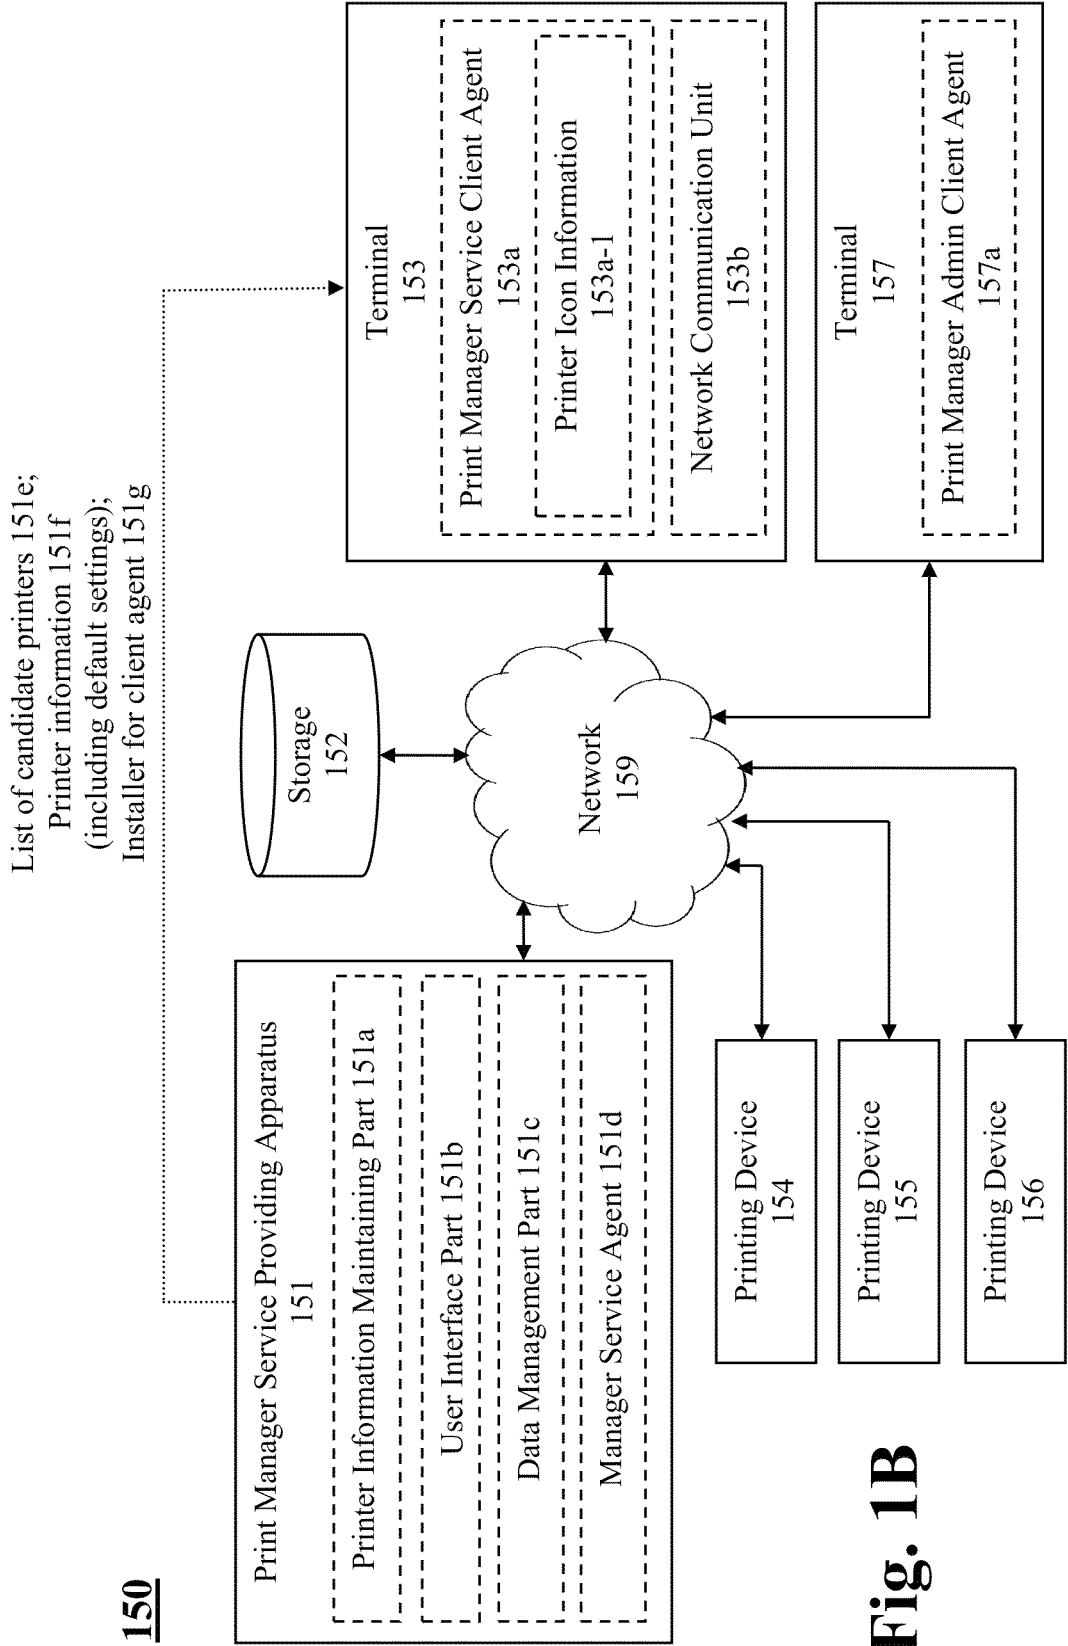 150
List of candidate printers 151e;
Printer information 151f
(including default settings);
Installer for client agent 151g
Print Manager Service Providing Apparatus
151
Printer Information Maintaining Part 151a
User Interface Part 151b
Data Management Part 151c
Manager Service Agent 151d
Storage
152
Network
159
Terminal
153
Print Manager Service Client Agent
153a
Printer Icon Information
153a-1
Network Communication Unit
153b
Terminal
157
Print Manager Admin Client Agent
157a
Printing Device
154
Printing Device
155
Printing Device
156
Fig. 1B